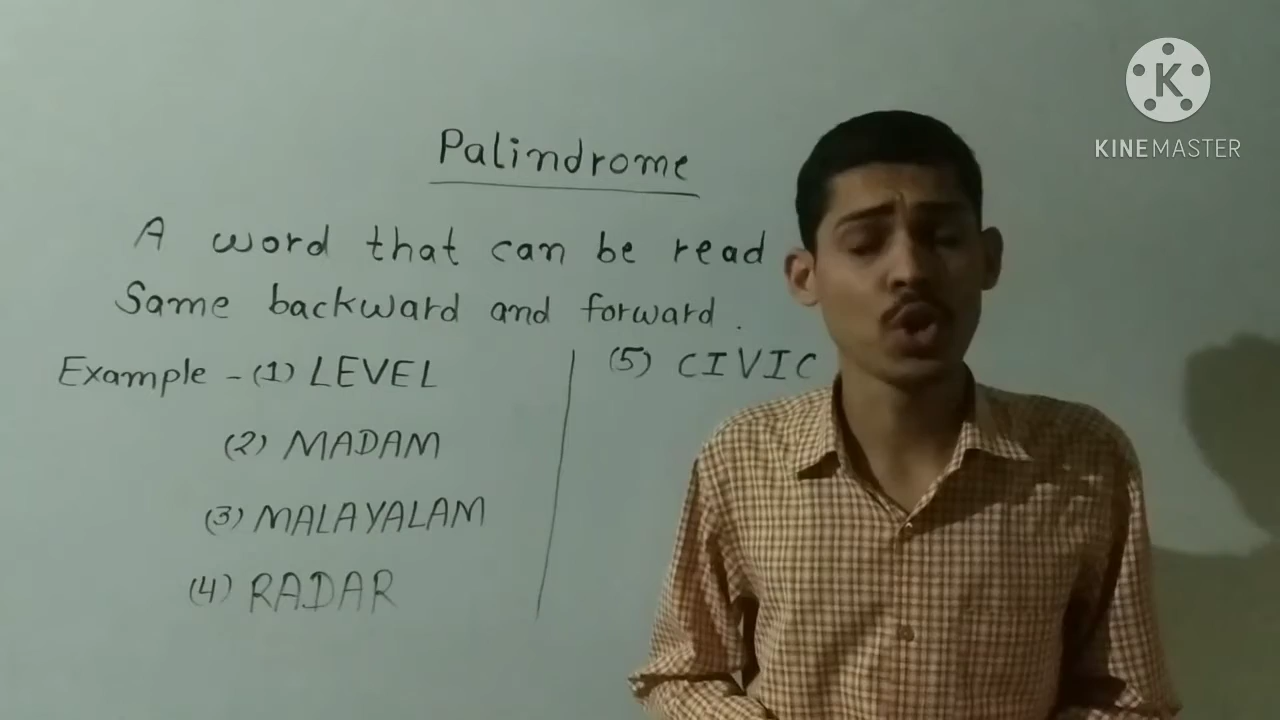 Palindrome
A word that can be read
Same backward and forward.
Example - (1) LEVEL
(2) MADAM
(3) MALAYALAM
(4) RADAR
(5) CIVIC
K
KINEMASTER